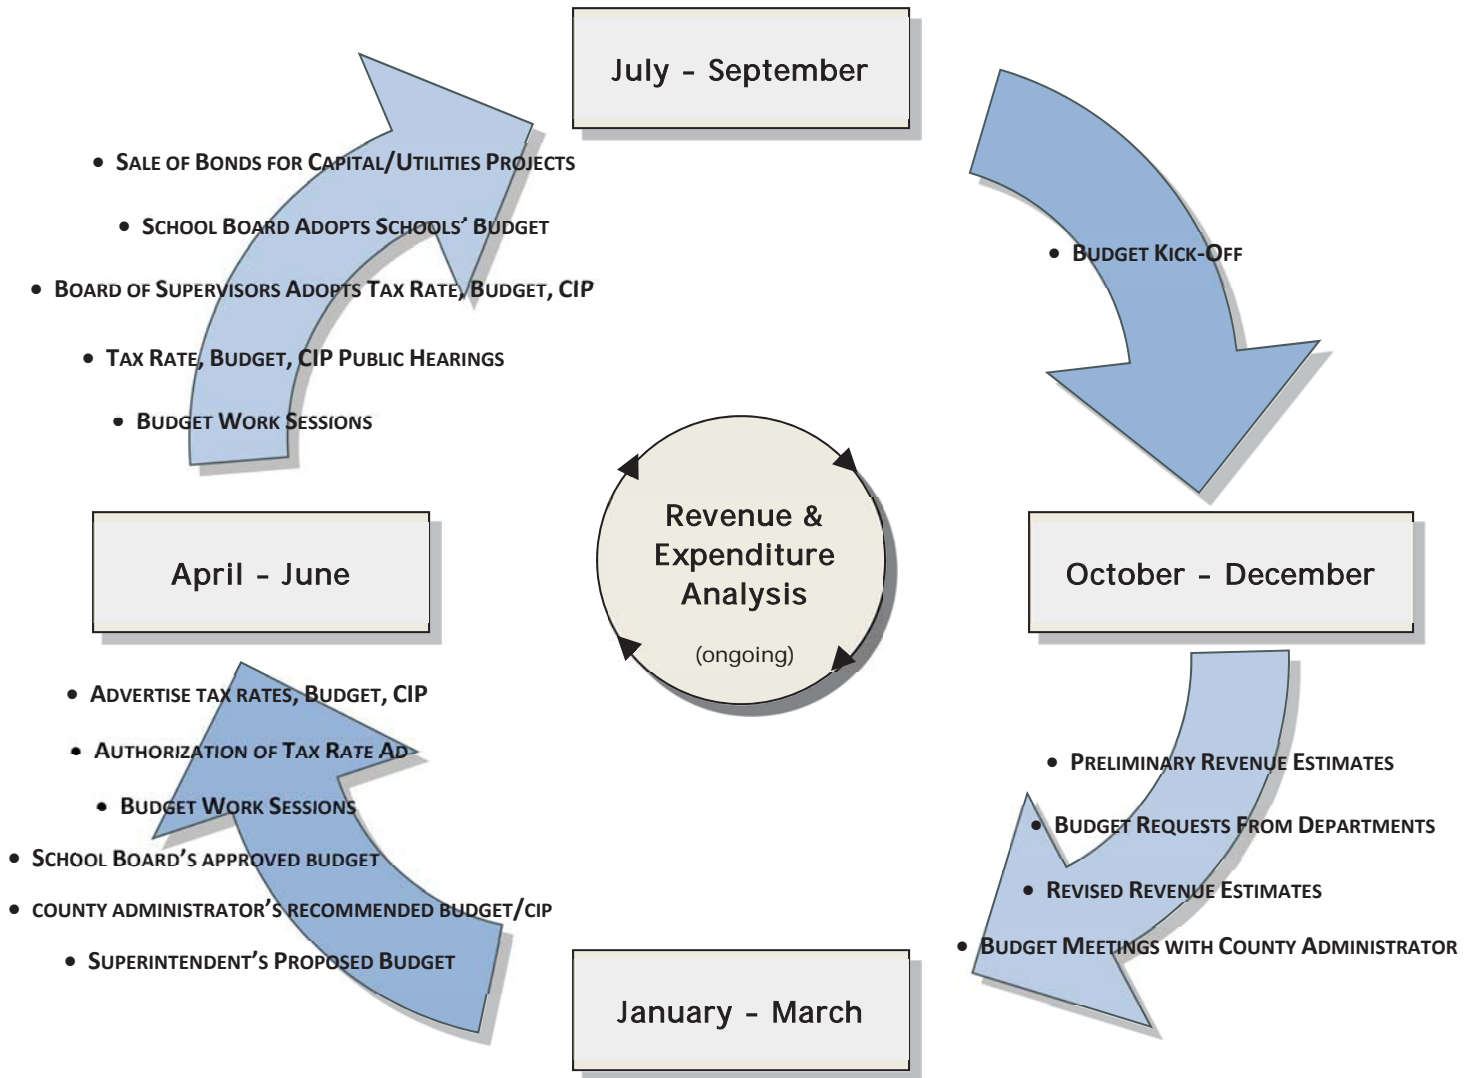 July - September
• SALE OF BONDS FOR CAPITAL/UTILITIES PROJECTS
• SCHOOL BOARD ADOPTS SCHOOLS' BUDGET
• BOARD OF SUPERVISORS ADOPTS TAX RATE, BUDGET, CIP
• TAX RATE, BUDGET, CIP PUBLIC HEARINGS
• BUDGET WORK SESSIONS
• BUDGET KICK-OFF
Revenue &
Expenditure
Analysis
(ongoing)
April - June
October - December
• ADVERTISE TAX RATES, BUDGET, CIP
• AUTHORIZATION OF TAX RATE AD
• BUDGET WORK SESSIONS
• SCHOOL BOARD'S APPROVED BUDGET
• COUNTY ADMINISTRATOR'S RECOMMENDED BUDGET/CIP
• SUPERINTENDENT'S PROPOSED BUDGET
• PRELIMINARY REVENUE ESTIMATES
• BUDGET REQUESTS FROM DEPARTMENTS
• REVISED REVENUE ESTIMATES
• BUDGET MEETINGS WITH COUNTY ADMINISTRATOR
January - March